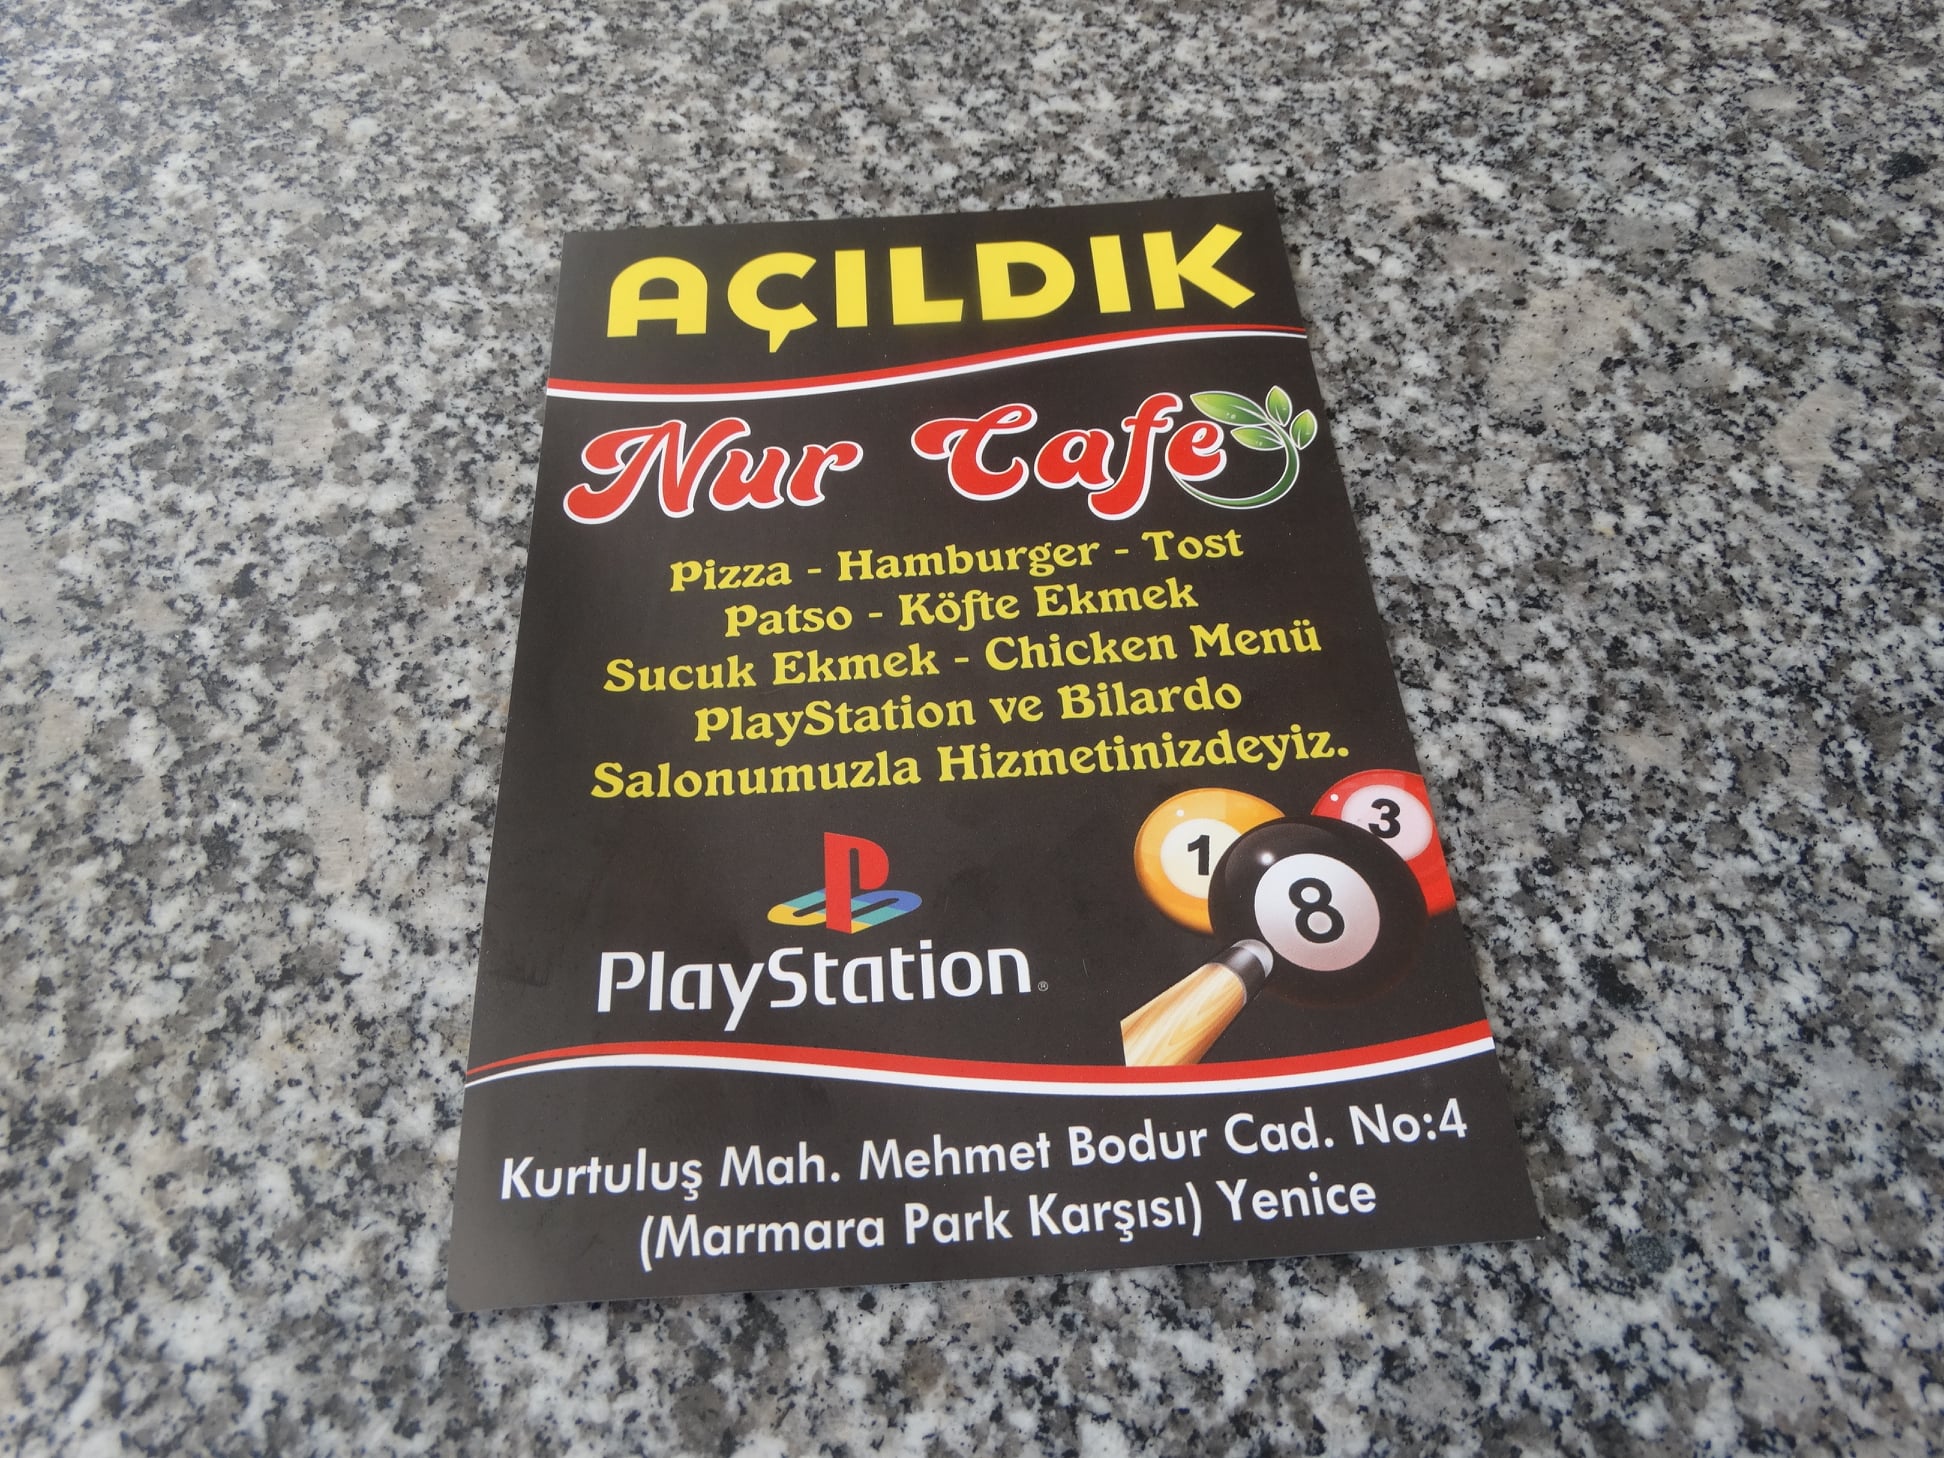 AÇILDIK
Nur Cafe
Pizza - Hamburger - Tost
Patso - Köfte Ekmek
Sucuk Ekmek - Chicken Menü
PlayStation ve Bilardo
Salonumuzla Hizmetinizdeyiz.
1 8 3
PlayStation®
Kurtuluş Mah. Mehmet Bodur Cad. No:4
(Marmara Park Karşısı) Yenice